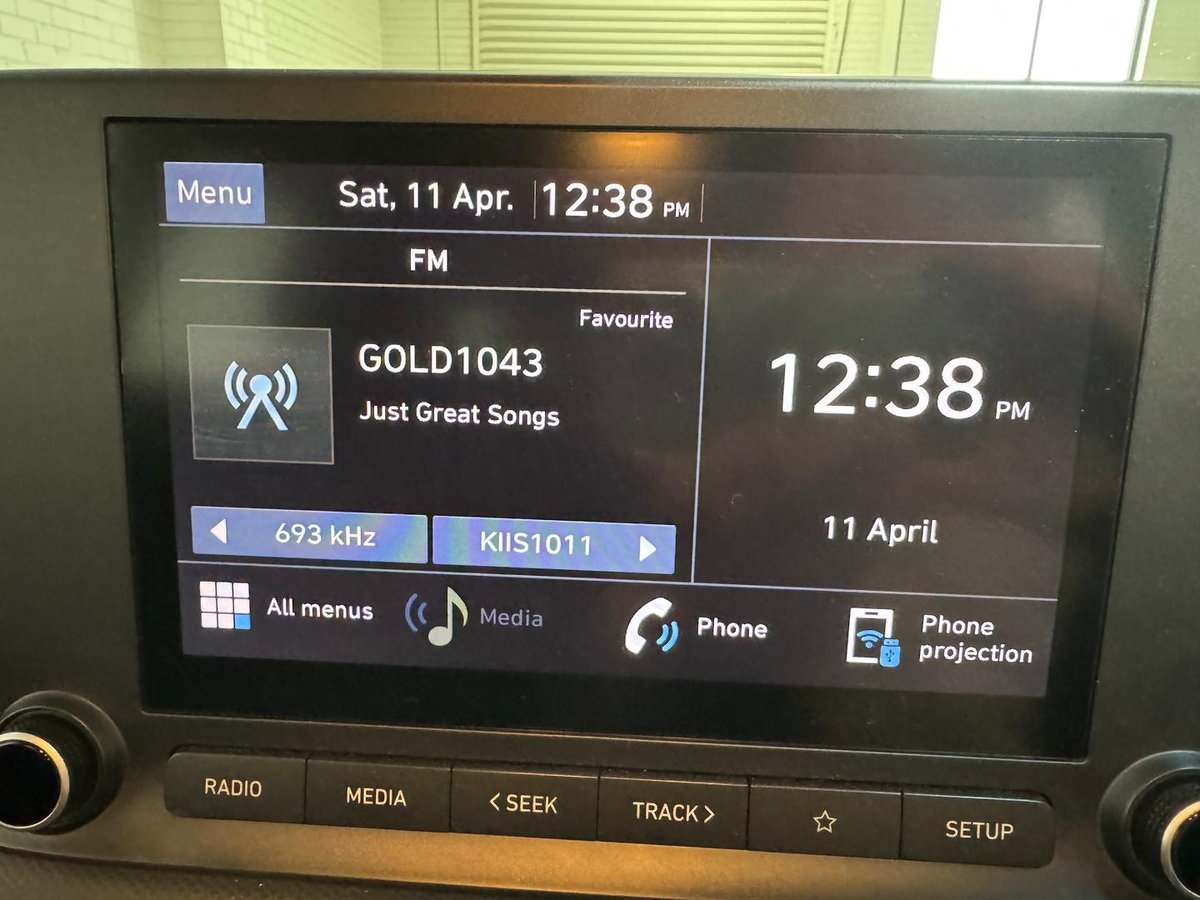 Menu
Sat, 11 Apr.
12:38 PM
FM
Favourite
GOLD1043
Just Great Songs
693 kHz
KIIS1011
12:38 PM
11 April
All menus
Media
Phone
Phone
projection
RADIO
MEDIA
< SEEK
TRACK >
SETUP